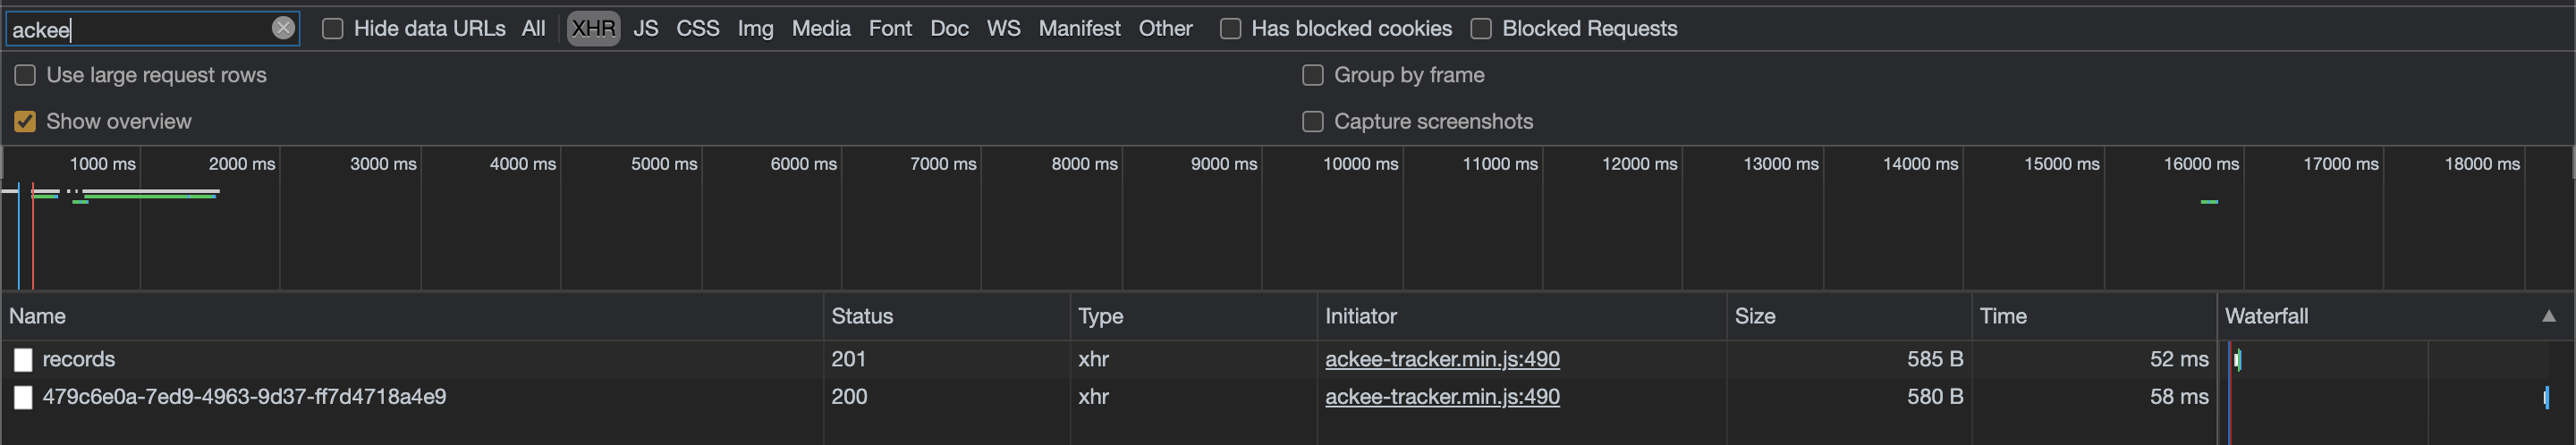 ackee Hide data URLs All XHR JS CSS Img Media Font Doc WS Manifest Other Has blocked cookies Blocked Requests
Use large request rows Group by frame
Show overview Capture screenshots
1000 ms 2000 ms 3000 ms 4000 ms 5000 ms 6000 ms 7000 ms 8000 ms 9000 ms 10000 ms 11000 ms 12000 ms 13000 ms 14000 ms 15000 ms 16000 ms 17000 ms 18000 ms
Name Status Type Initiator Size Time Waterfall
records 201 xhr ackee-tracker.min.js:490 585 B 52 ms
479c6e0a-7ed9-4963-9d37-ff7d4718a4e9 200 xhr ackee-tracker.min.js:490 580 B 58 ms